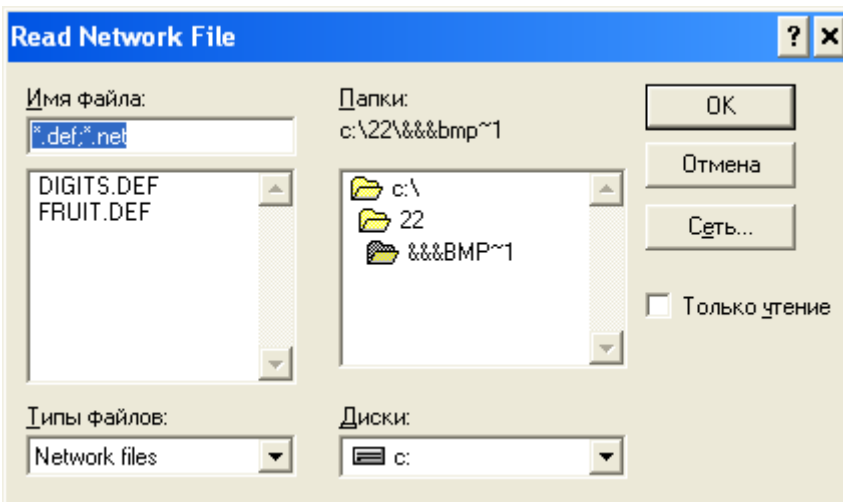 Read Network File
Имя файла:
*.def;*.net
DIGITS.DEF
FRUIT.DEF
Типы файлов:
Network files
Папки:
c:\22\&&&bmp~1
c:\
22
&&&BMP~1
Диски:
c:
OK
Отмена
Сеть...
Только чтение